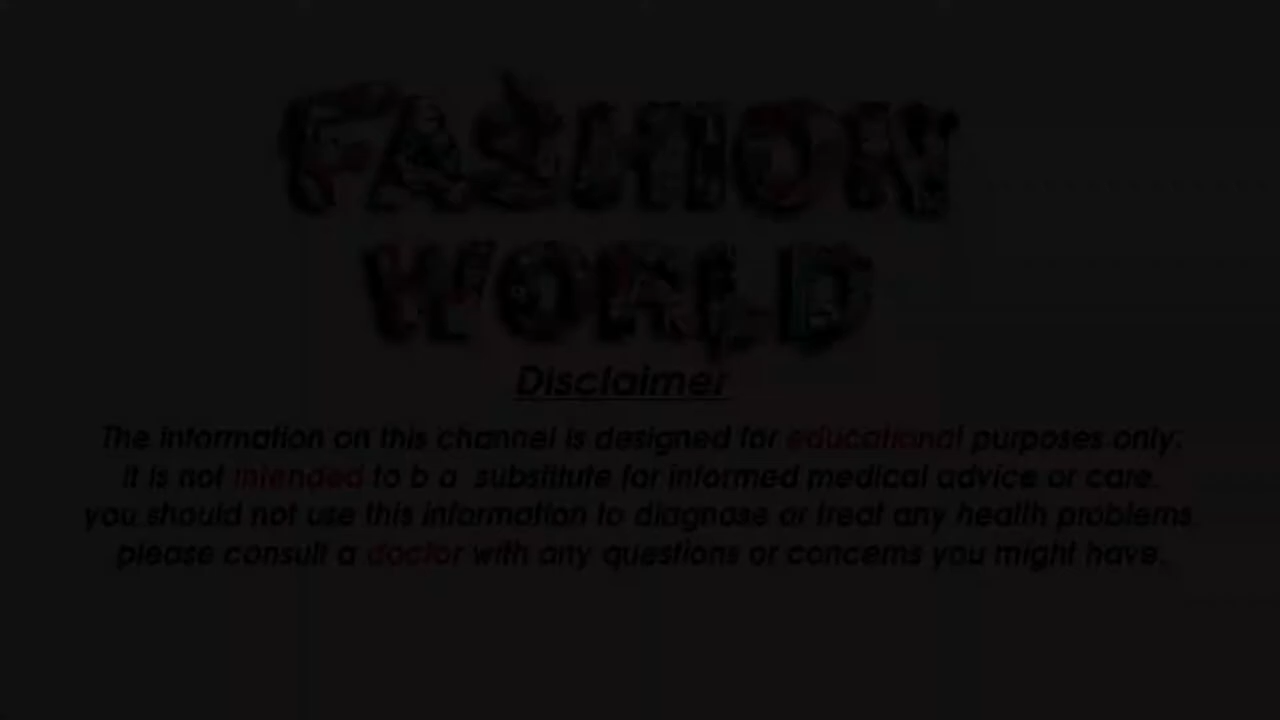 FASHION
WORLD
Disclaimer
The information on this channel is designed for educational purposes only.
it is not intended to b a substitute for informed medical advice or care.
you should not use this information to diagnose or treat any health problems
please consult a doctor with any questions or concerns you might have.